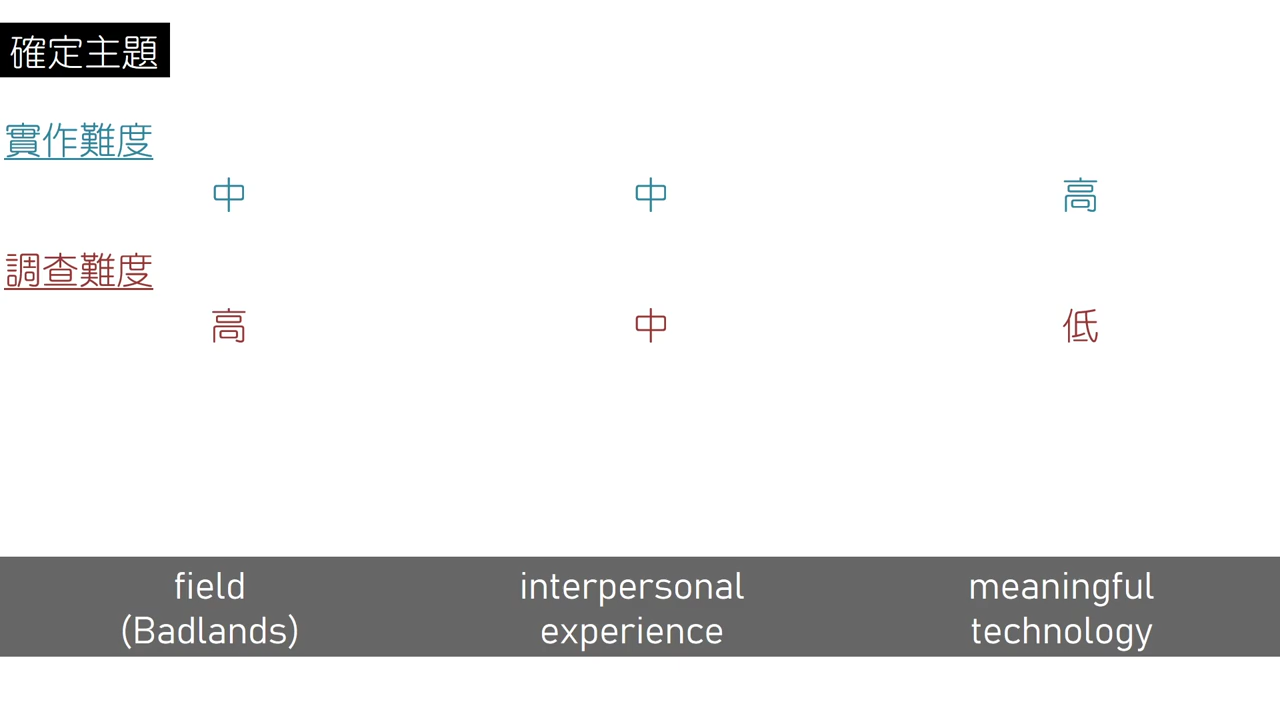 確定主題
實作難度
中 中 高
調查難度
高 中 低
field interpersonal meaningful
(Badlands) experience technology